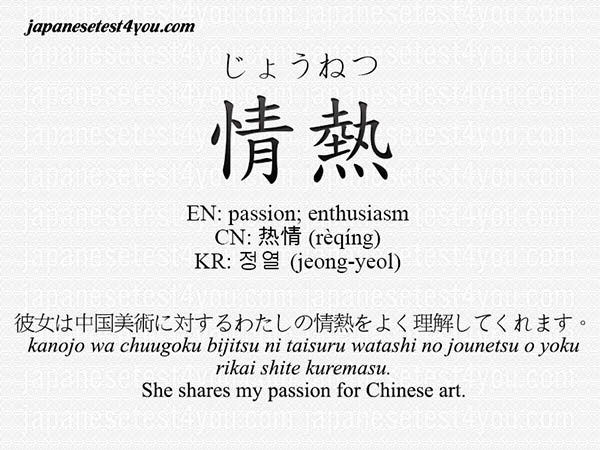 japanesetest4you.com
じょうねつ
情熱
EN: passion; enthusiasm
CN: 热情 (rèqíng)
KR: 정열 (jeong-yeol)
彼女は中国美術に対するわたしの情熱をよく理解してくれます。
kanojo wa chuugoku bijitsu ni taisuru watashi no jounetsu o yoku
rikai shite kuremasu.
She shares my passion for Chinese art.